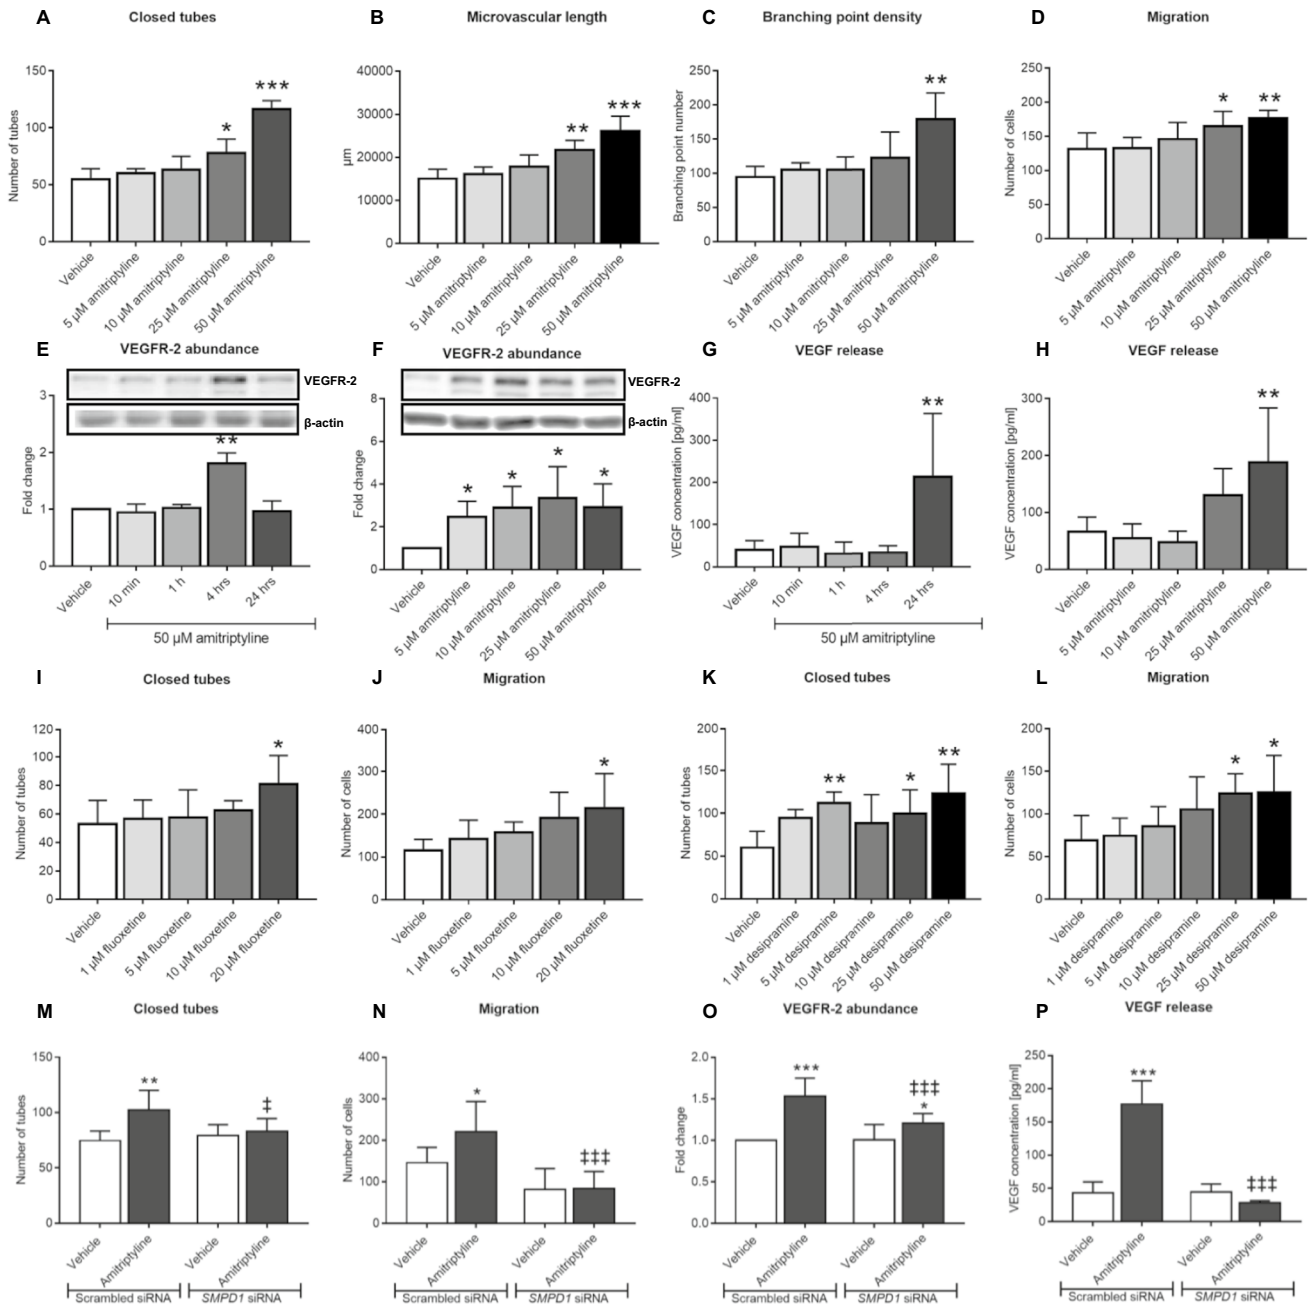 A Closed tubes
B Microvascular length
C Branching point density
D Migration
Number of tubes
150
100
50
0
*
***
Vehicle
5 µM amitriptyline
10 µM amitriptyline
25 µM amitriptyline
50 µM amitriptyline
µm
40000
30000
20000
10000
0
**
***
Vehicle
5 µM amitriptyline
10 µM amitriptyline
25 µM amitriptyline
50 µM amitriptyline
Branching point number
250
200
150
100
50
0
**
Vehicle
5 µM amitriptyline
10 µM amitriptyline
25 µM amitriptyline
50 µM amitriptyline
Number of cells
250
200
150
100
50
0
*
**
Vehicle
5 µM amitriptyline
10 µM amitriptyline
25 µM amitriptyline
50 µM amitriptyline
E VEGFR-2 abundance
F VEGFR-2 abundance
G VEGF release
H VEGF release
VEGFR-2
β-actin
Fold change
3
2
1
0
**
Vehicle
10 min
1 h
4 hrs
24 hrs
50 µM amitriptyline
VEGFR-2
β-actin
Fold change
8
6
4
2
0
*
*
*
*
Vehicle
5 µM amitriptyline
10 µM amitriptyline
25 µM amitriptyline
50 µM amitriptyline
VEGF concentration [pg/ml]
400
300
200
100
0
**
Vehicle
10 min
1 h
4 hrs
24 hrs
50 µM amitriptyline
VEGF concentration [pg/ml]
300
200
100
0
**
Vehicle
5 µM amitriptyline
10 µM amitriptyline
25 µM amitriptyline
50 µM amitriptyline
I Closed tubes
J Migration
K Closed tubes
L Migration
Number of tubes
120
100
80
60
40
20
0
*
Vehicle
1 µM fluoxetine
5 µM fluoxetine
10 µM fluoxetine
20 µM fluoxetine
Number of cells
400
300
200
100
0
*
Vehicle
1 µM fluoxetine
5 µM fluoxetine
10 µM fluoxetine
20 µM fluoxetine
Number of tubes
200
150
100
50
0
**
*
**
Vehicle
1 µM desipramine
5 µM desipramine
10 µM desipramine
25 µM desipramine
50 µM desipramine
Number of cells
200
150
100
50
0
*
*
Vehicle
1 µM desipramine
5 µM desipramine
10 µM desipramine
25 µM desipramine
50 µM desipramine
M Closed tubes
N Migration
O VEGFR-2 abundance
P VEGF release
Number of tubes
150
100
50
0
**
‡
Vehicle
Amitriptyline
Vehicle
Amitriptyline
Scrambled siRNA
SMPD1 siRNA
Number of cells
400
300
200
100
0
*
‡‡‡
Vehicle
Amitriptyline
Vehicle
Amitriptyline
Scrambled siRNA
SMPD1 siRNA
Fold change
2.0
1.5
1.0
0.5
0.0
***
‡‡‡
*
Vehicle
Amitriptyline
Vehicle
Amitriptyline
Scrambled siRNA
SMPD1 siRNA
VEGF concentration [pg/ml]
250
200
150
100
50
0
***
‡‡‡
Vehicle
Amitriptyline
Vehicle
Amitriptyline
Scrambled siRNA
SMPD1 siRNA